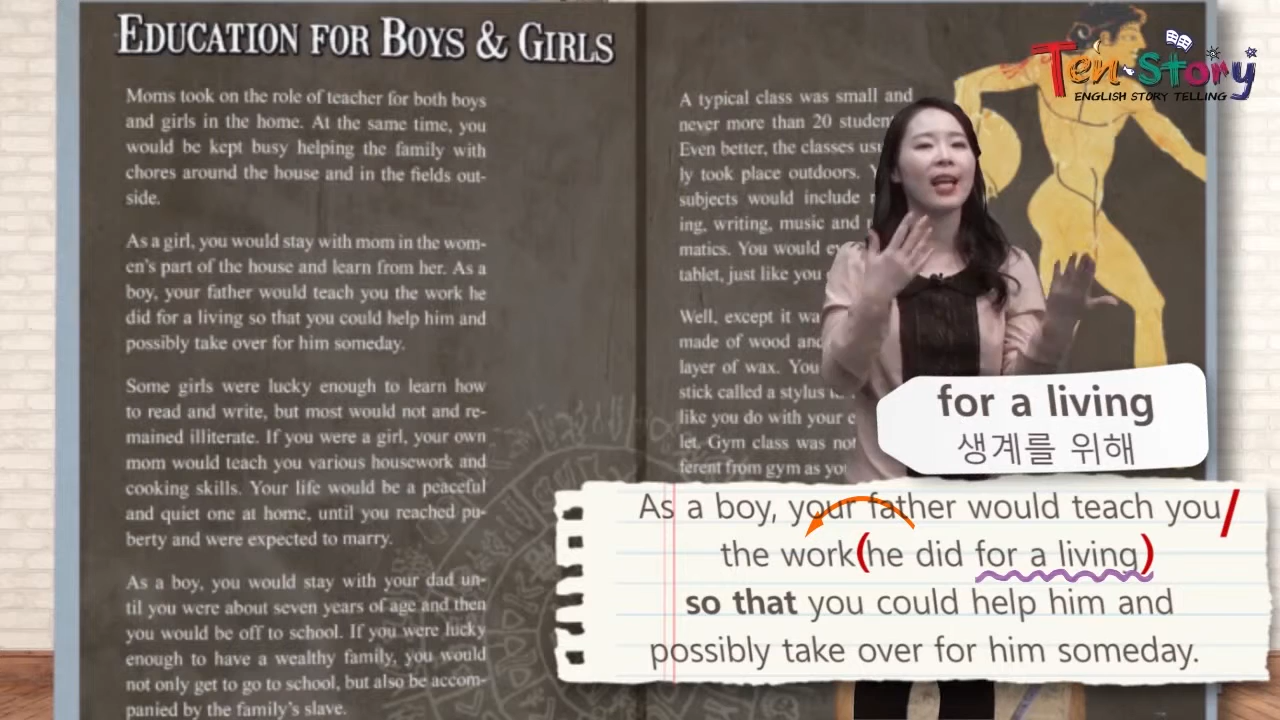 EDUCATION FOR BOYS & GIRLS
Moms took on the role of teacher for both boys
and girls in the home. At the same time, you
would be kept busy helping the family with
chores around the house and in the fields out-
side.
As a girl, you would stay with mom in the wom-
en's part of the house and learn from her. As a
boy, your father would teach you the work he
did for a living so that you could help him and
possibly take over for him someday.
Some girls were lucky enough to learn how
to read and write, but most would not and re-
mained illiterate. If you were a girl, your own
mom would teach you various housework and
cooking skills. Your life would be a peaceful
and quiet one at home, until you reached pu-
berty and were expected to marry.
As a boy, you would stay with your dad un-
til you were about seven years of age and then
you would be off to school. If you were lucky
enough to have a wealthy family, you would
not only get to go to school, but also be accom-
panied by the family's slave.
A typical class was small and
never more than 20
Even better, the classes
ly took place outdoors.
subjects would include
ing, writing, music and
matics. You would
tablet, just like you
Well, except it
made of wood and
layer of wax. You
stick called a stylus
like you do with your
let. Gym class was not
ferent from gym as
Ten-Story
ENGLISH STORY TELLING
for a living
생계를 위해
As a boy, your father would teach you/
the work(he did for a living)
so that you could help him and
possibly take over for him someday.